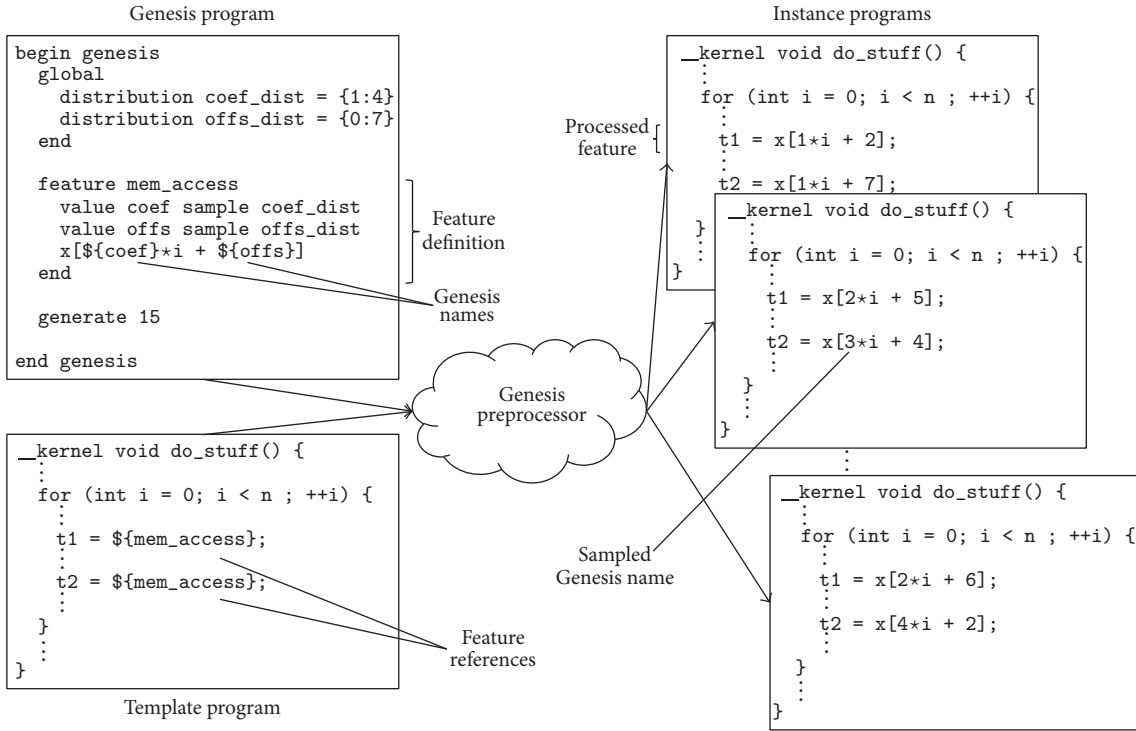 Genesis program
begin genesis
global
distribution coef_dist = {1:4}
distribution offs_dist = {0:7}
end
feature mem_access
value coef sample coef_dist
value offs sample offs_dist
x[${coef}*i + ${offs}]
end
generate 15
end genesis
Feature
definition
Genesis
names
__kernel void do_stuff() {
for (int i = 0; i < n ; ++i) {
t1 = ${mem_access};
t2 = ${mem_access};
}
}
Template program
Feature
references
Genesis
preprocessor
Instance programs
__kernel void do_stuff() {
for (int i = 0; i < n ; ++i) {
t1 = x[1*i + 2];
t2 = x[1*i + 7];
}
}
Processed
feature
__kernel void do_stuff() {
for (int i = 0; i < n ; ++i) {
t1 = x[2*i + 5];
t2 = x[3*i + 4];
}
}
Sampled
Genesis name
__kernel void do_stuff() {
for (int i = 0; i < n ; ++i) {
t1 = x[2*i + 6];
t2 = x[4*i + 2];
}
}